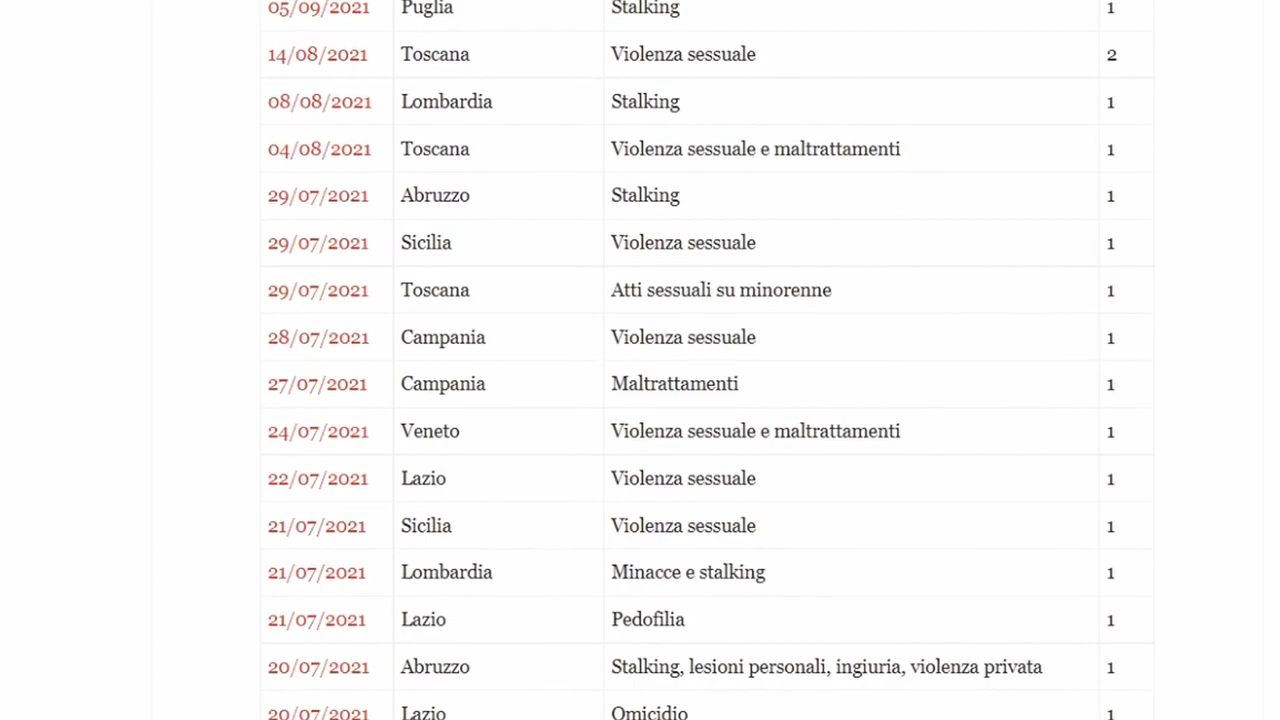 05/09/2021 Puglia Stalking 1
14/08/2021 Toscana Violenza sessuale 2
08/08/2021 Lombardia Stalking 1
04/08/2021 Toscana Violenza sessuale e maltrattamenti 1
29/07/2021 Abruzzo Stalking 1
29/07/2021 Sicilia Violenza sessuale 1
29/07/2021 Toscana Atti sessuali su minorenne 1
28/07/2021 Campania Violenza sessuale 1
27/07/2021 Campania Maltrattamenti 1
24/07/2021 Veneto Violenza sessuale e maltrattamenti 1
22/07/2021 Lazio Violenza sessuale 1
21/07/2021 Sicilia Violenza sessuale 1
21/07/2021 Lombardia Minacce e stalking 1
21/07/2021 Lazio Pedofilia 1
20/07/2021 Abruzzo Stalking, lesioni personali, ingiuria, violenza privata 1
20/07/2021 Lazio Omicidio 1